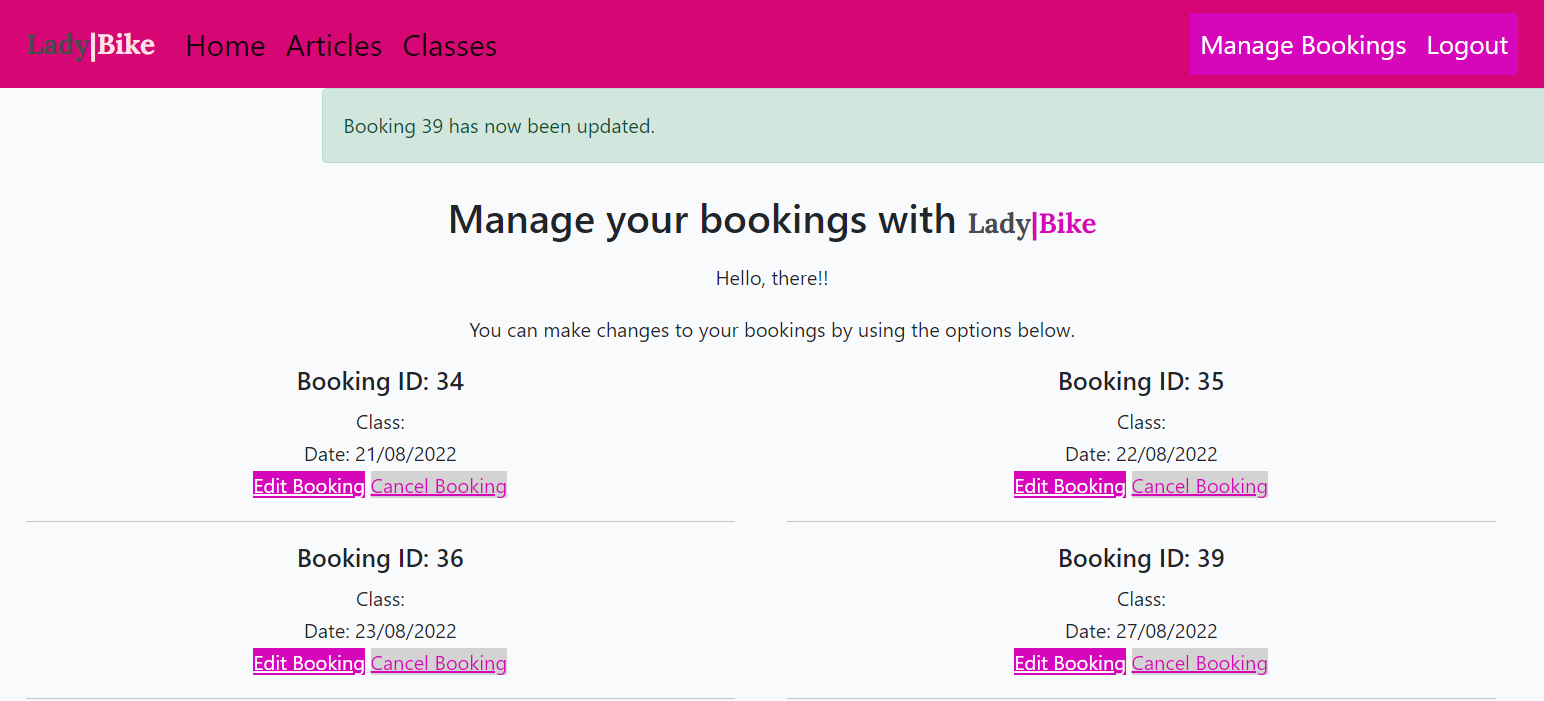 Lady|Bike Home Articles Classes Manage Bookings Logout
Booking 39 has now been updated.
Manage your bookings with Lady|Bike
Hello, there!!
You can make changes to your bookings by using the options below.
Booking ID: 34
Class:
Date: 21/08/2022
Edit Booking Cancel Booking
Booking ID: 35
Class:
Date: 22/08/2022
Edit Booking Cancel Booking
Booking ID: 36
Class:
Date: 23/08/2022
Edit Booking Cancel Booking
Booking ID: 39
Class:
Date: 27/08/2022
Edit Booking Cancel Booking